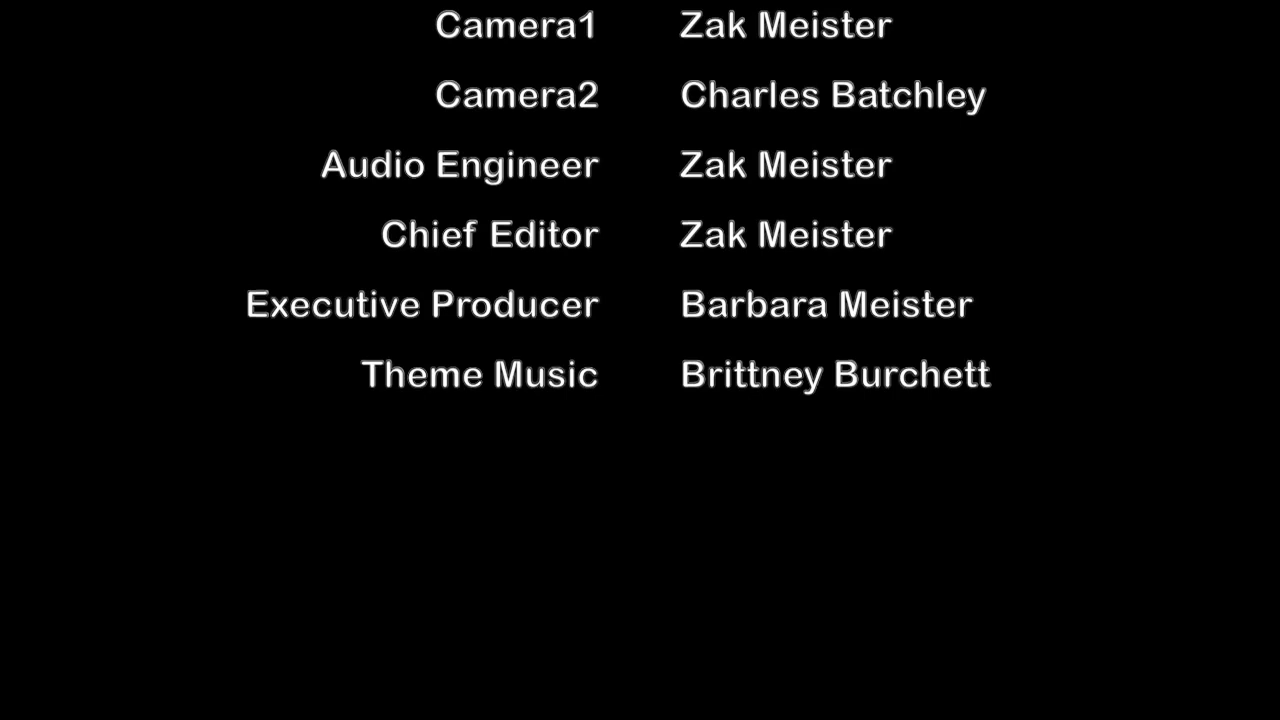 Camera1 Zak Meister
Camera2 Charles Batchley
Audio Engineer Zak Meister
Chief Editor Zak Meister
Executive Producer Barbara Meister
Theme Music Brittney Burchett